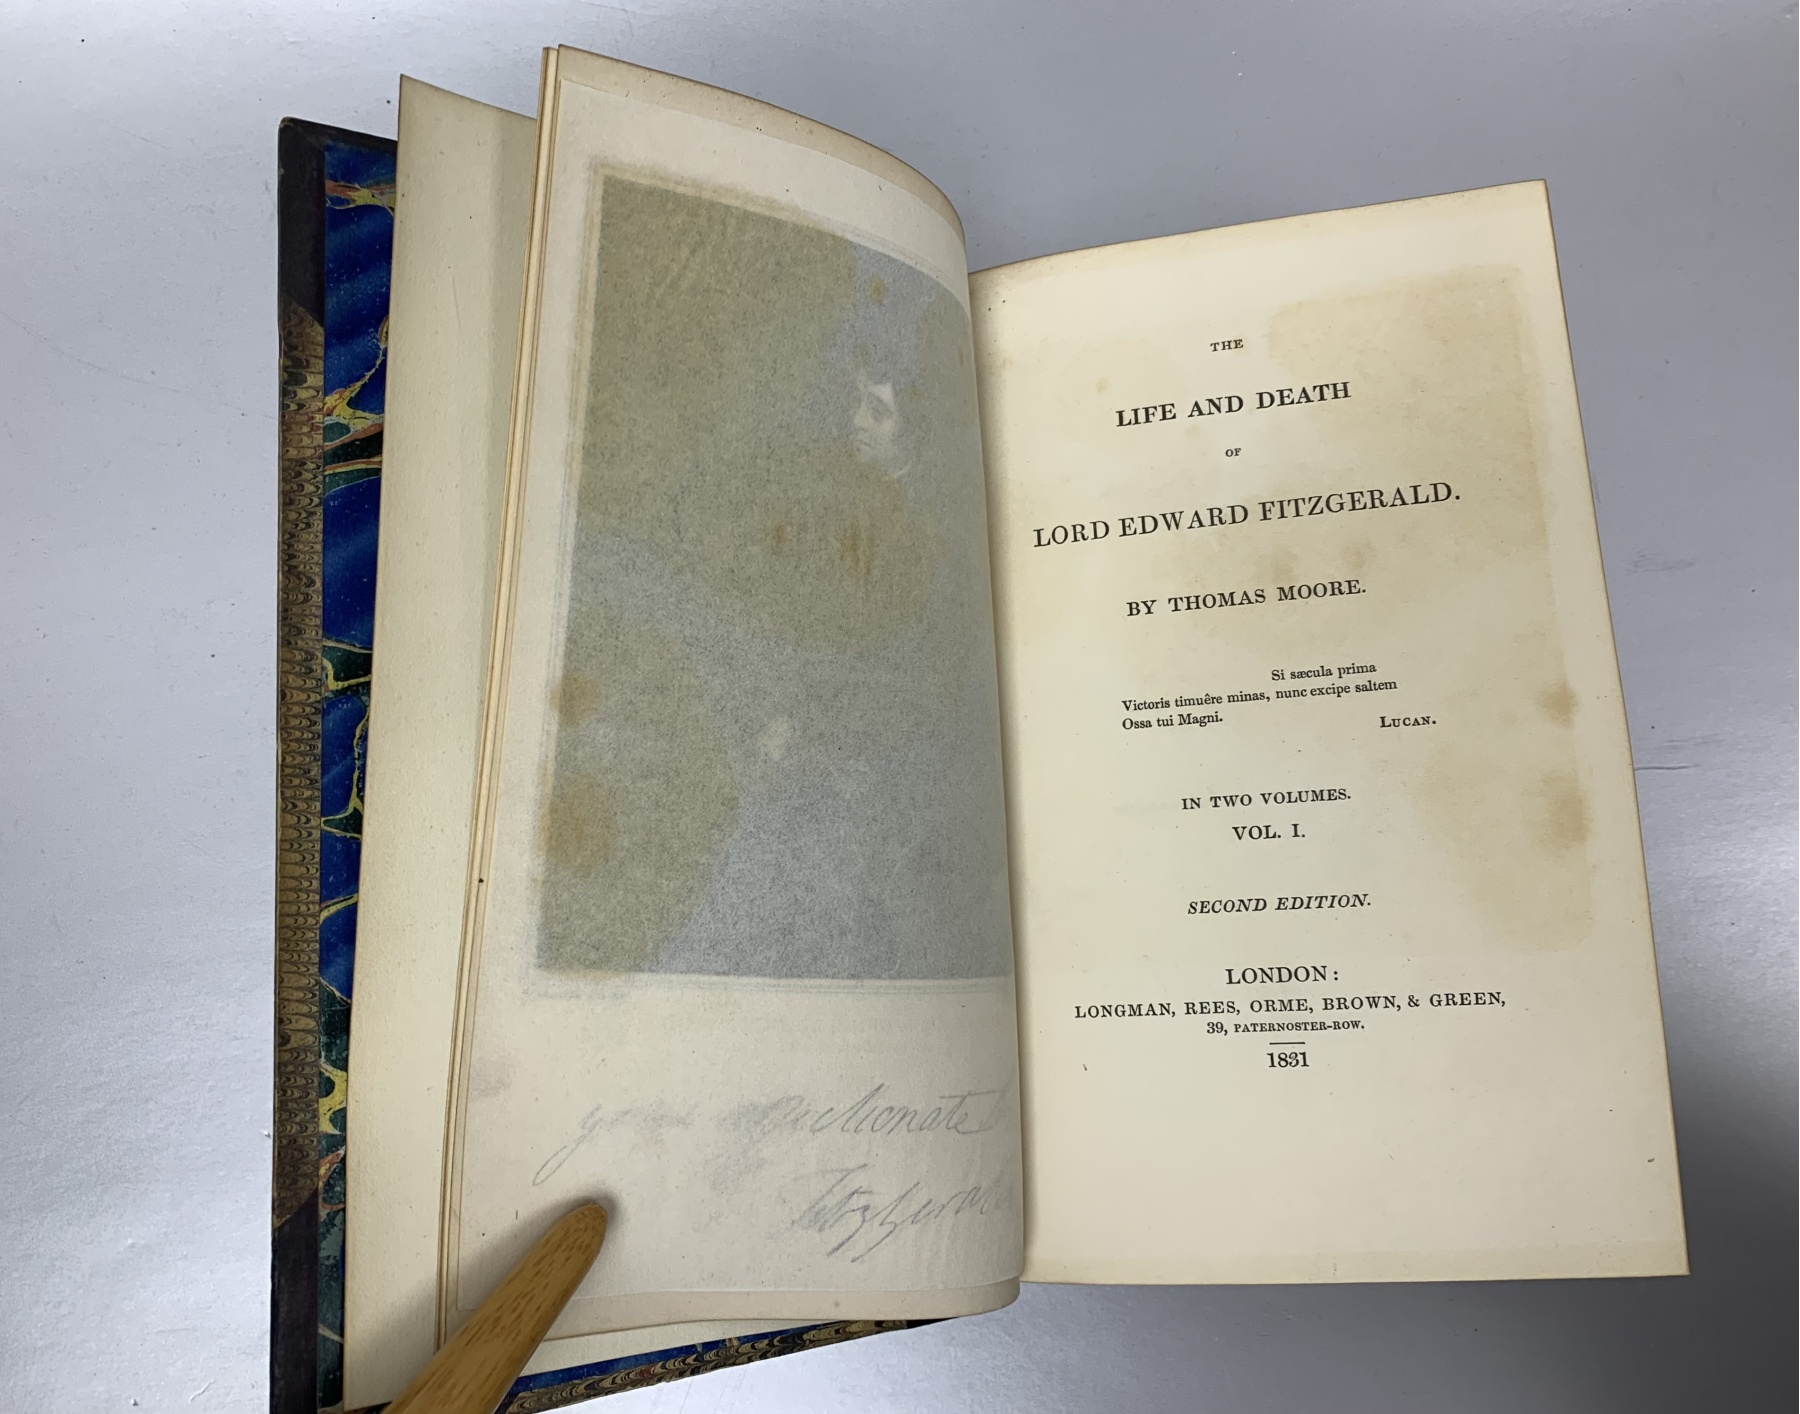 affectionate
Fitzgerald
THE
LIFE AND DEATH
OF
LORD EDWARD FITZGERALD.
BY THOMAS MOORE.
Si sæcula prima
Victoris timuêre minas, nunc excipe saltem
Ossa tui Magni.
LUCAN.
IN TWO VOLUMES.
VOL. I.
SECOND EDITION.
LONDON:
LONGMAN, REES, ORME, BROWN, & GREEN,
39, PATERNOSTER-ROW.
1831